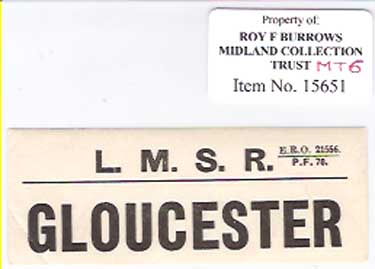 Property of:
ROY F BURROWS
MIDLAND COLLECTION
TRUST MT6
Item No. 15651
L. M. S. R. E.R.O. 21556.
P.F. 70.
GLOUCESTER